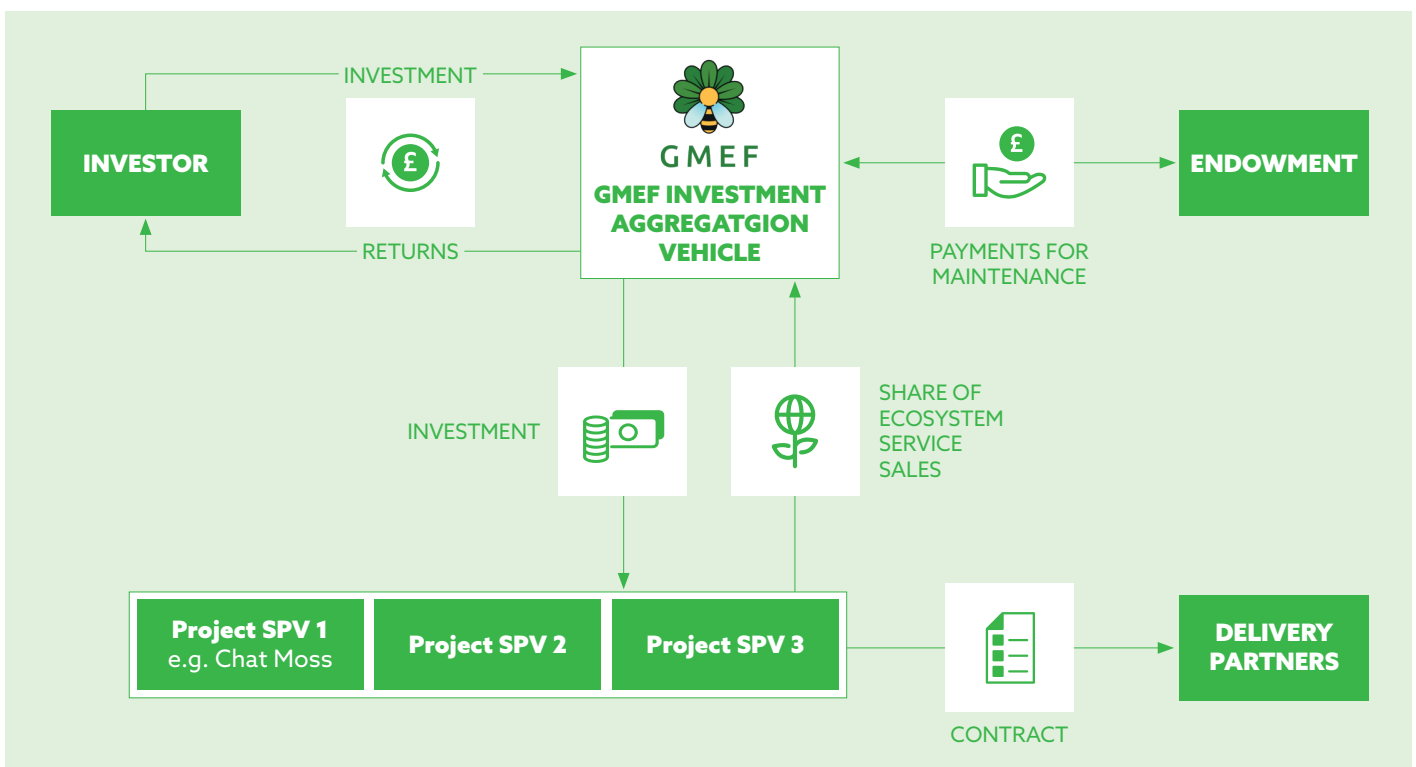 INVESTMENT
£
INVESTOR
RETURNS
GMEF
GMEF INVESTMENT
AGGREGATGION
VEHICLE
£
PAYMENTS FOR
MAINTENANCE
ENDOWMENT
INVESTMENT
SHARE OF
ECOSYSTEM
SERVICE
SALES
Project SPV 1
e.g. Chat Moss
Project SPV 2
Project SPV 3
CONTRACT
DELIVERY
PARTNERS